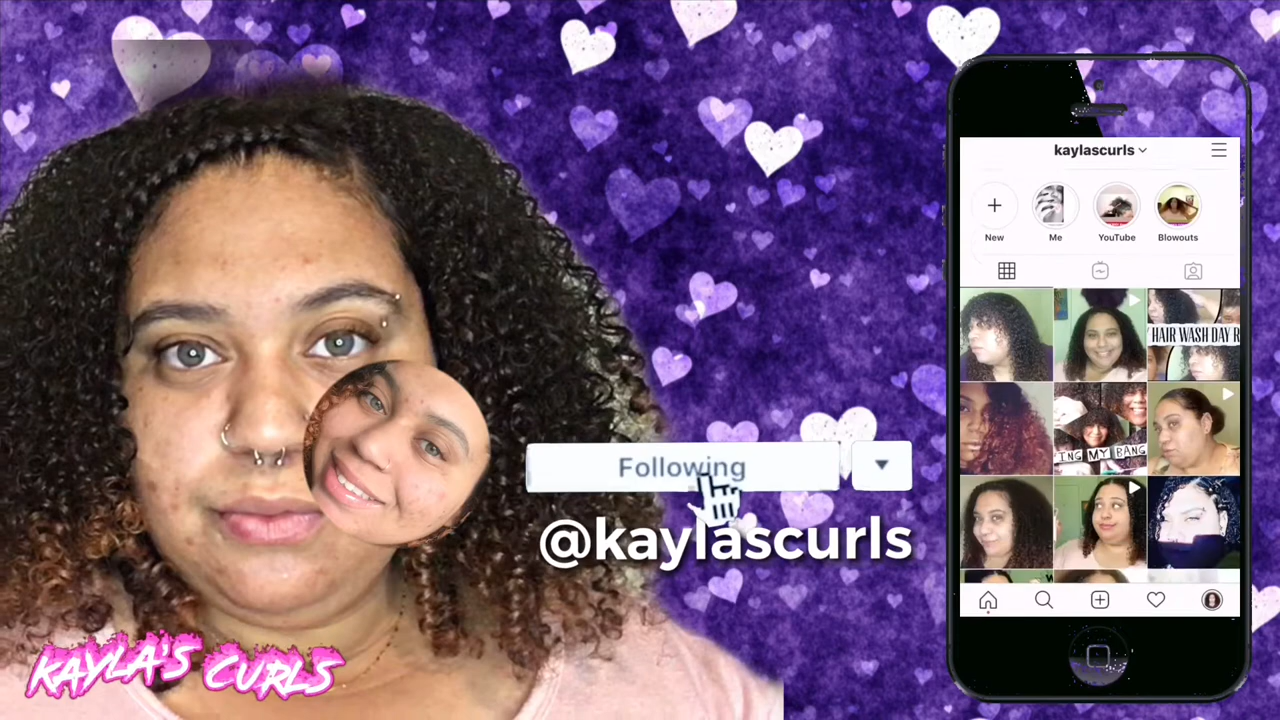 kaylascurls
New
Me
YouTube
Blowouts
HAIR WASH DAY R
ING MY BANG
Following
@kaylascurls
KAYLA'S CURLS